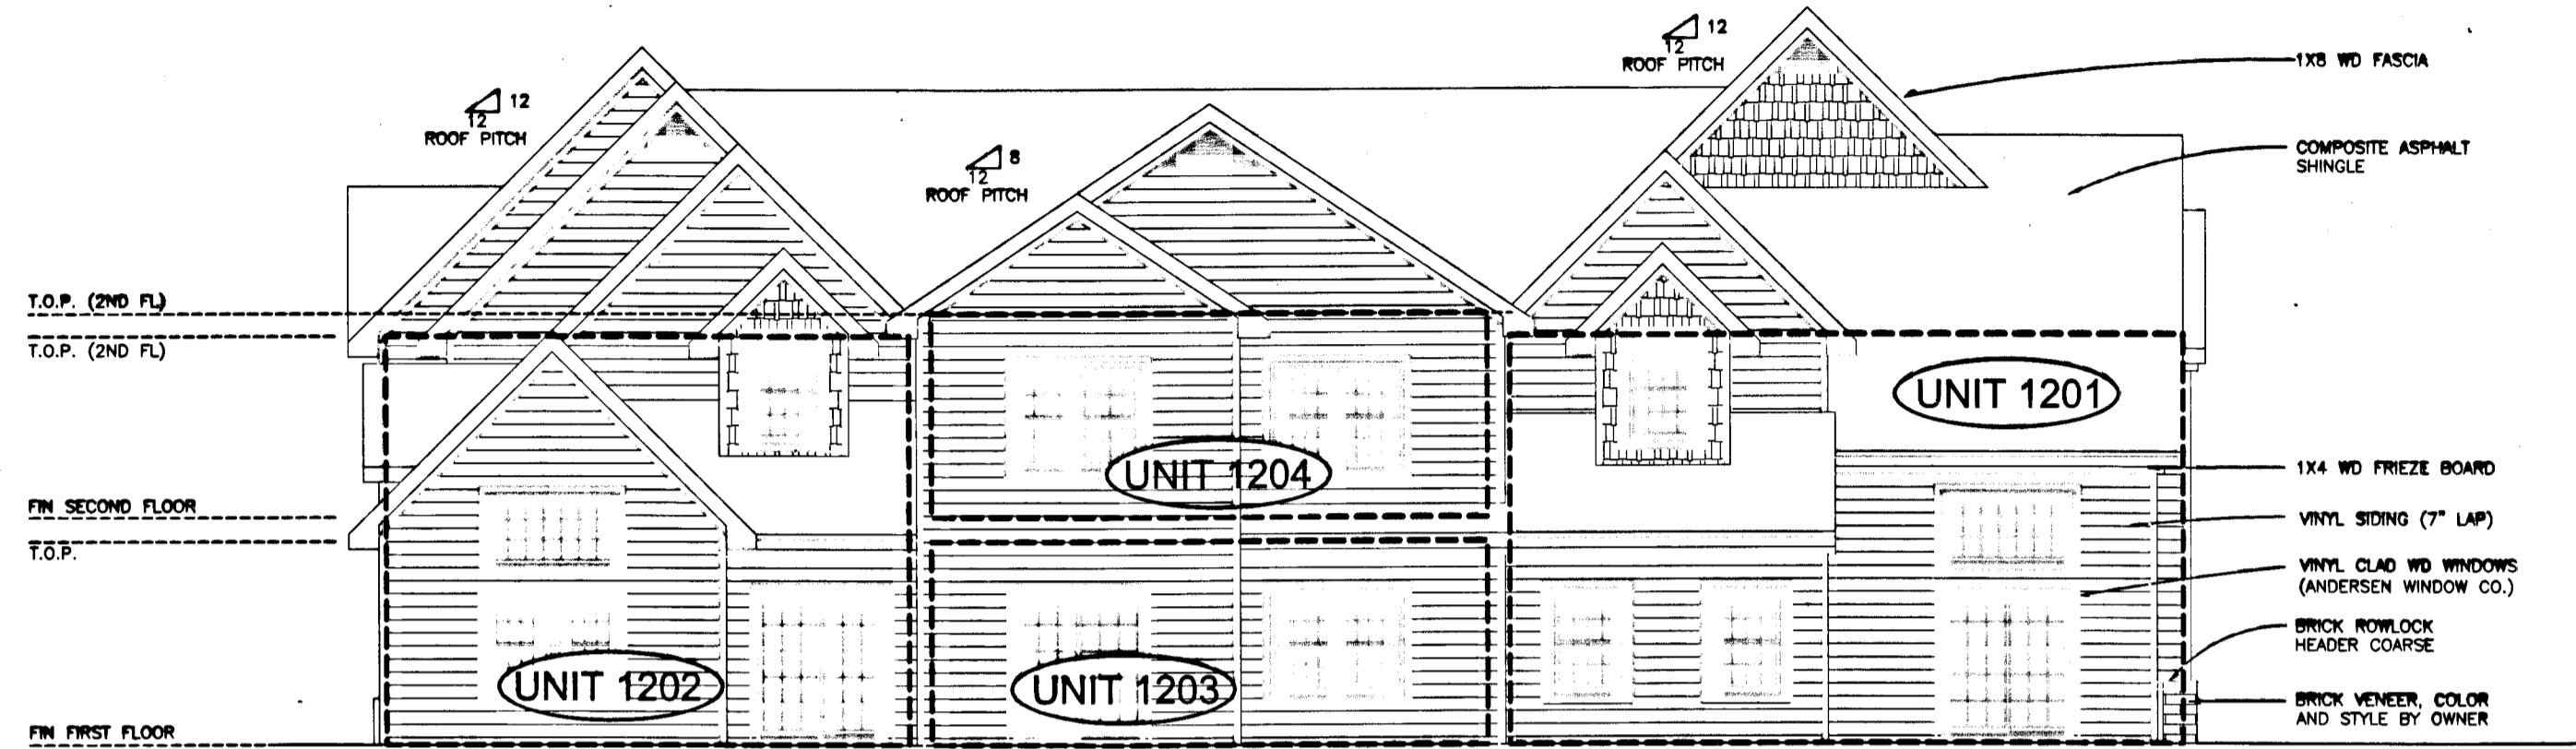 12
12
ROOF PITCH
12
12
ROOF PITCH
8
12
ROOF PITCH
1X8 WD FASCIA
COMPOSITE ASPHALT
SHINGLE
T.O.P. (2ND FL)
T.O.P. (2ND FL)
UNIT 1201
UNIT 1204
1X4 WD FRIEZE BOARD
FIN SECOND FLOOR
VINYL SIDING (7" LAP)
T.O.P.
VINYL CLAD WD WINDOWS
(ANDERSEN WINDOW CO.)
BRICK ROWLOCK
HEADER COARSE
UNIT 1202
UNIT 1203
BRICK VENEER, COLOR
AND STYLE BY OWNER
FIN FIRST FLOOR